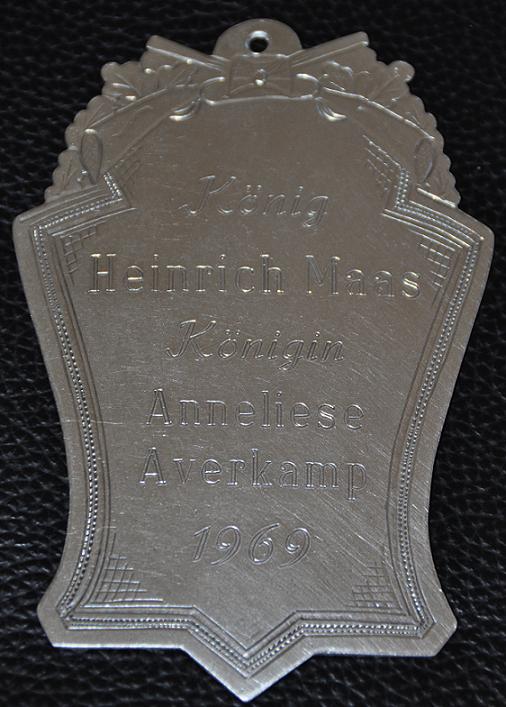 König
Heinrich Maas
Königin
Anneliese
Averkamp
1969